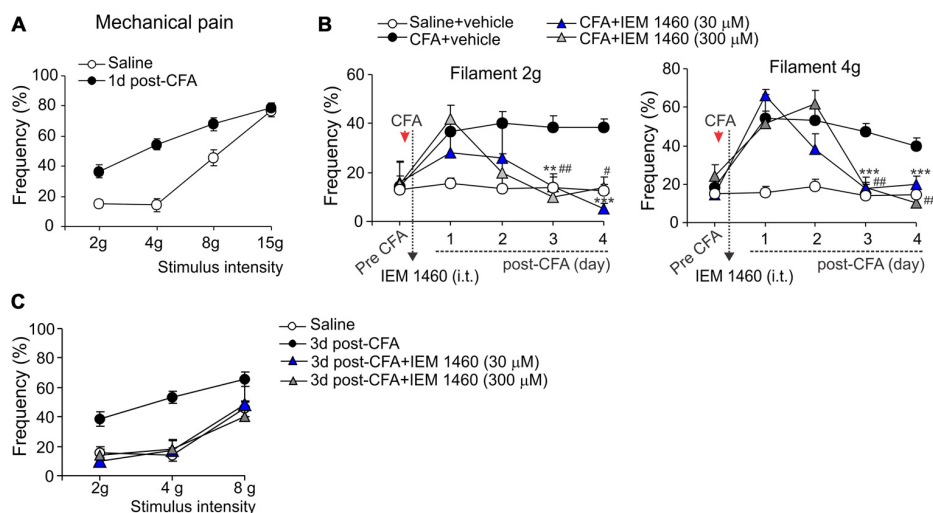 A
Mechanical pain
Saline
1d post-CFA
Frequency (%)
100
80
60
40
20
0
2g 4g 8g 15g
Stimulus intensity
B
Saline+vehicle
CFA+vehicle
CFA+IEM 1460 (30 µM)
CFA+IEM 1460 (300 µM)
Filament 2g
Frequency (%)
60
40
20
0
CFA
** ##
#
***
Pre CFA 1 2 3 4
post-CFA (day)
IEM 1460 (i.t.)
Filament 4g
Frequency (%)
80
60
40
20
0
CFA
***
##
***
##
Pre CFA 1 2 3 4
post-CFA (day)
IEM 1460 (i.t.)
C
Saline
3d post-CFA
3d post-CFA+IEM 1460 (30 µM)
3d post-CFA+IEM 1460 (300 µM)
Frequency (%)
100
80
60
40
20
0
2g 4 g 8 g
Stimulus intensity